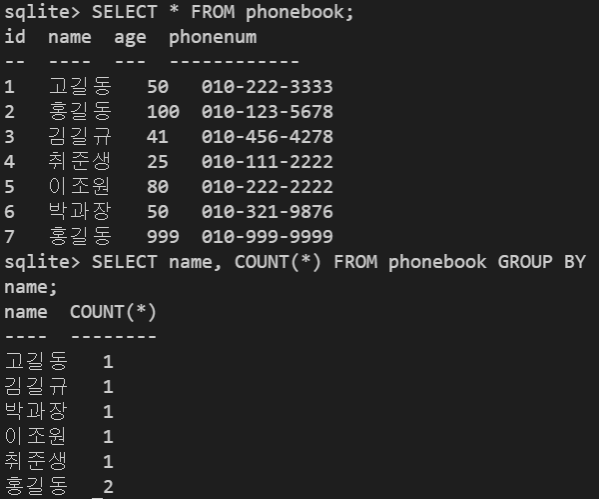 sqlite> SELECT * FROM phonebook;
id  name  age  phonenum
--  ----  ---  ------------
1   고길동   50   010-222-3333
2   홍길동   100  010-123-5678
3   김길규   41   010-456-4278
4   취준생   25   010-111-2222
5   이조원   80   010-222-2222
6   박과장   50   010-321-9876
7   홍길동   999  010-999-9999
sqlite> SELECT name, COUNT(*) FROM phonebook GROUP BY
name;
name  COUNT(*)
----  --------
고길동   1
김길규   1
박과장   1
이조원   1
취준생   1
홍길동   2